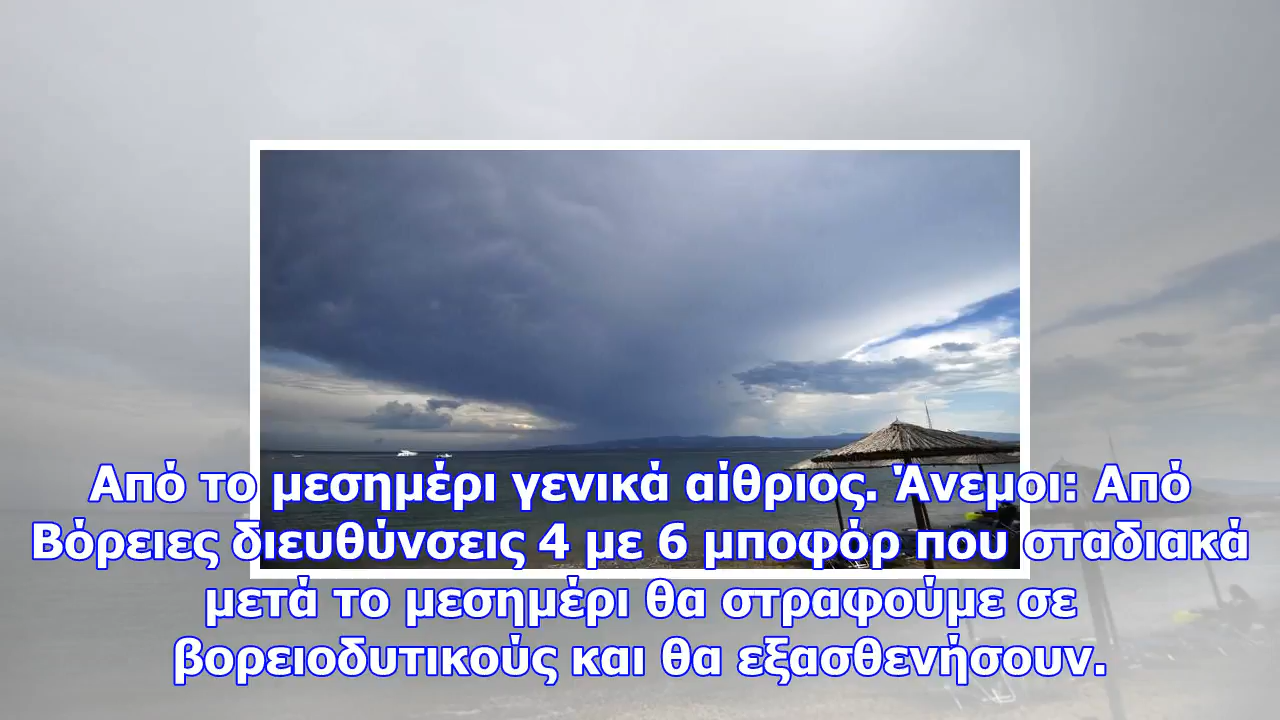 Από το μεσημέρι γενικά αίθριος. Άνεμοι: Από
Βόρειες διευθύνσεις 4 με 6 μποφόρ που σταδιακά
μετά το μεσημέρι θα στραφούμε σε
βορειοδυτικούς και θα εξασθενήσουν.